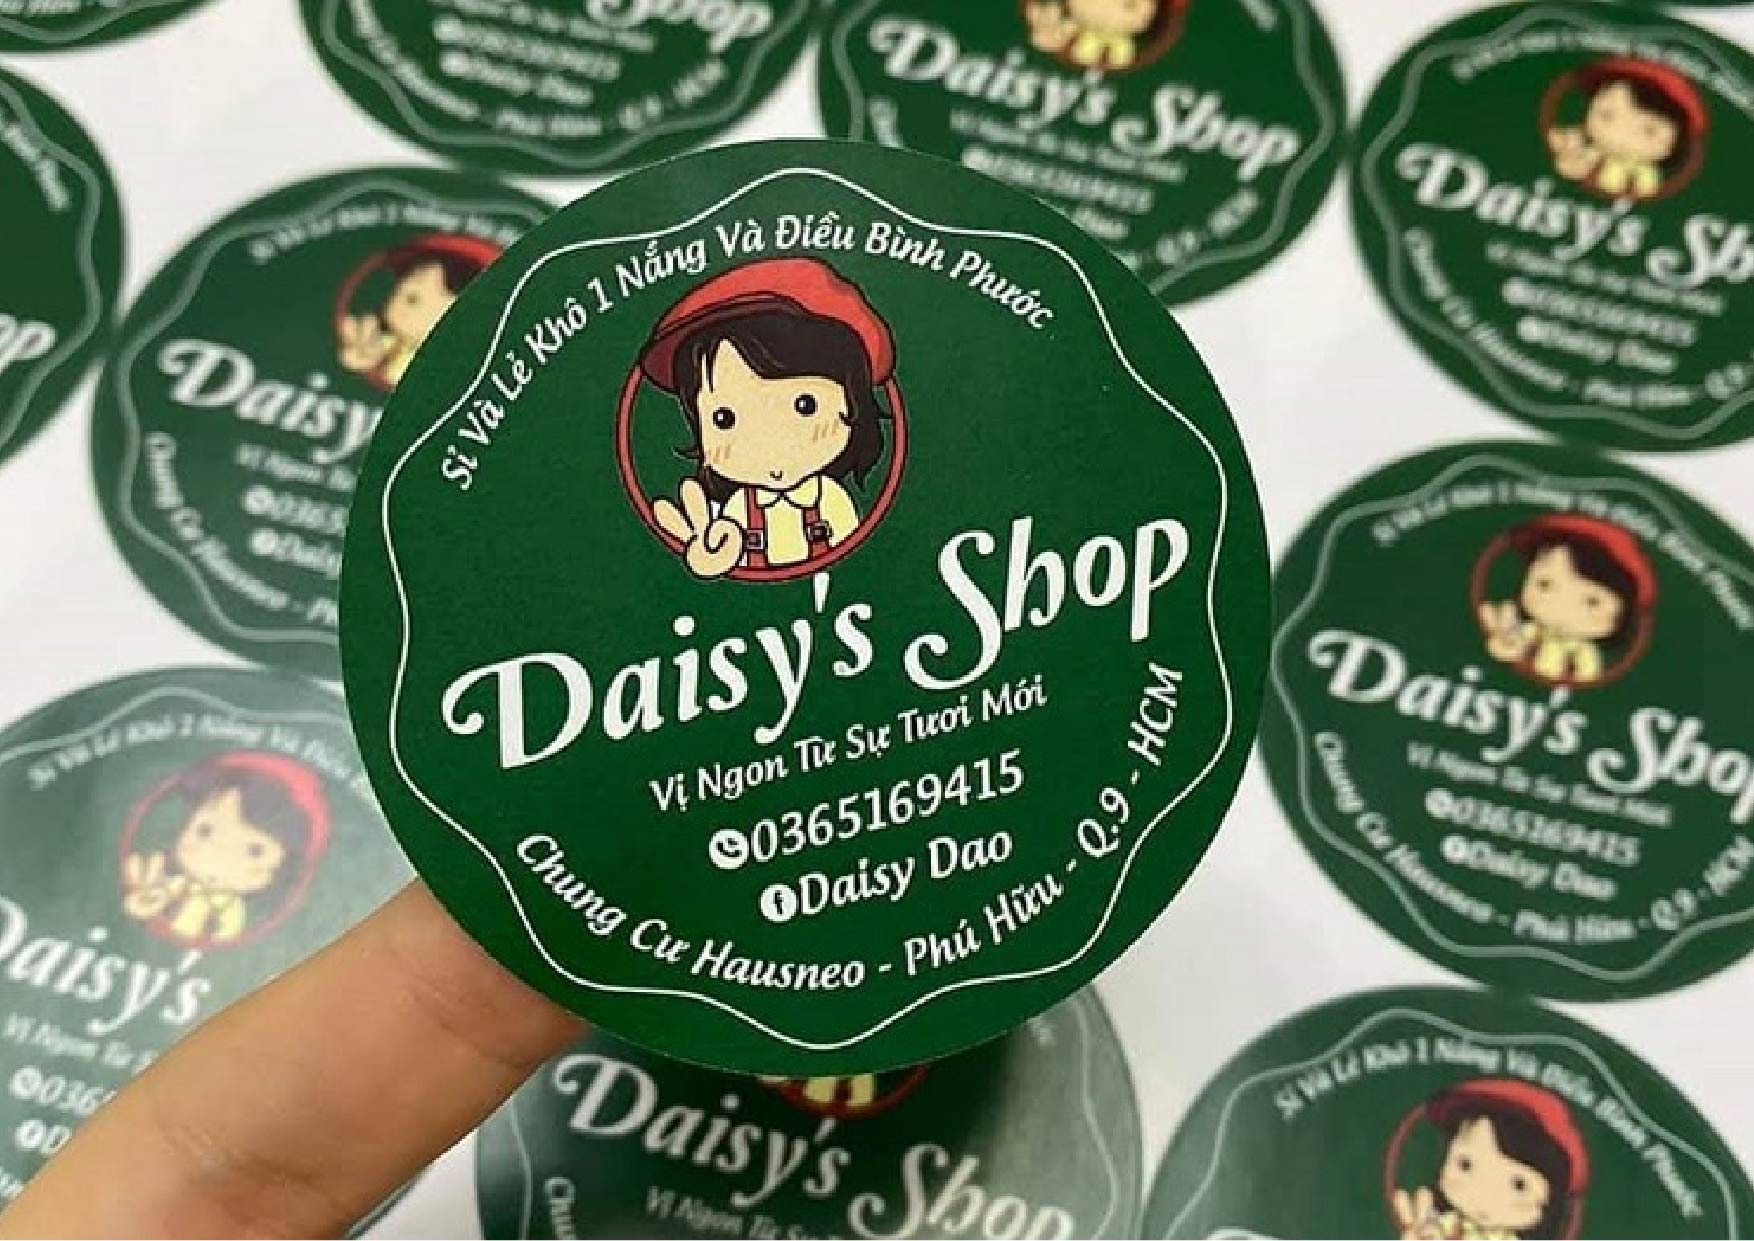 Sỉ Và Lẻ Khô 1 Nắng Và Điều Bình Phước
Daisy's Shop
Vị Ngon Từ Sự Tươi Mới
0365169415
Daisy Dao
Chung Cư Hausneo - Phú Hữu - Q.9 - HCM